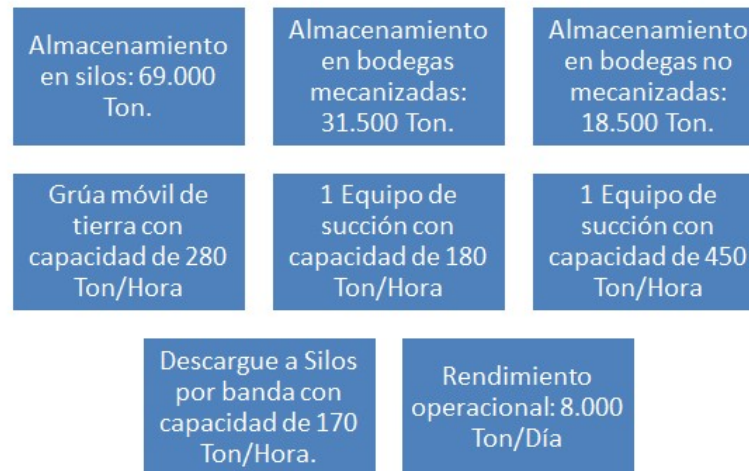 Almacenamiento
en silos: 69.000
Ton.
Almacenamiento
en bodegas
mecanizadas:
31.500 Ton.
Almacenamiento
en bodegas no
mecanizadas:
18.500 Ton.
Grúa móvil de
tierra con
capacidad de 280
Ton/Hora
1 Equipo de
succión con
capacidad de 180
Ton/Hora
1 Equipo de
succión con
capacidad de 450
Ton/Hora
Descargue a Silos
por banda con
capacidad de 170
Ton/Hora.
Rendimiento
operacional: 8.000
Ton/Día